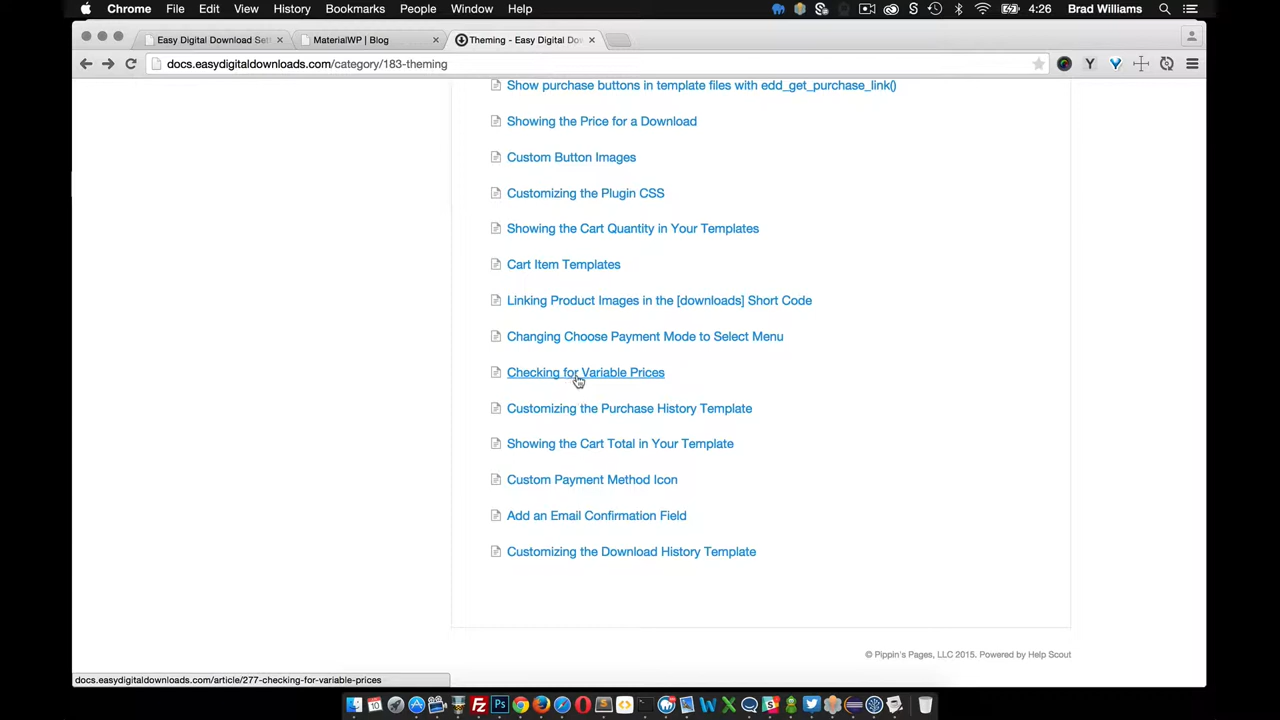 Chrome File Edit View History Bookmarks People Window Help 4:26 Brad Williams
Easy Digital Download Set
MaterialWP | Blog
Theming - Easy Digital Dow
docs.easydigitaldownloads.com/category/183-theming
Show purchase buttons in template files with edd_get_purchase_link()
Showing the Price for a Download
Custom Button Images
Customizing the Plugin CSS
Showing the Cart Quantity in Your Templates
Cart Item Templates
Linking Product Images in the [downloads] Short Code
Changing Choose Payment Mode to Select Menu
Checking for Variable Prices
Customizing the Purchase History Template
Showing the Cart Total in Your Template
Custom Payment Method Icon
Add an Email Confirmation Field
Customizing the Download History Template
© Pippin's Pages, LLC 2015. Powered by Help Scout
docs.easydigitaldownloads.com/article/277-checking-for-variable-prices